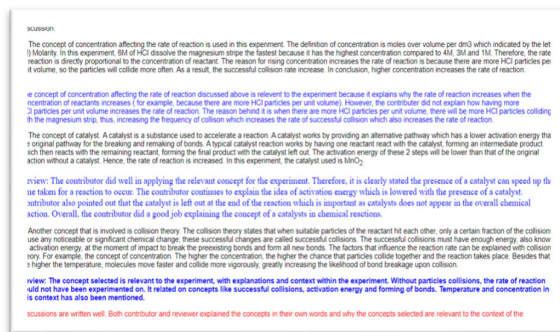 scussion:
The concept of concentration affecting the rate of reaction is used in this experiment. The definition of concentration is moles over volume per dm3 which indicated by the let
) Molarity. In this experiment, 6M of HCl dissolve the magnesium stripe the fastest because it has the highest concentration compared to 4M, 3M and 1M. Therefore, the rate
reaction is directly proportional to the concentration of reactant. The reason for rising concentration increases the rate of reaction is because there are more HCl particles pe
it volume, so the particles will collide more often. As a result, the successful collision rate increase. In conclusion, higher concentration increases the rate of reaction.
e concept of concentration affecting the rate of reaction discussed above is relevant to the experiment because it explains why the rate of reaction increases when the
ncentration of reactants increases ( for example, because there are more HCl particles per unit volume). However, the contributer did not explain how having more
l particles per unit volume increases the rate of reaction. The reason behind it is when there are more HCl particles per unit volume, there will be more HCl particles colliding
th the magnesium strip, thus, increasing the frequency of collison which increases the rate of successful collision which also increases the rate of reaction.
The concept of catalyst. A catalyst is a substance used to accelerate a reaction. A catalyst works by providing an alternative pathway which has a lower activation energy tha
e original pathway for the breaking and remaking of bonds. A typical catalyst reaction works by having one reactant react with the catalyst, forming an intermediate product
ich then reacts with the remaining reactant, forming the final product with the catalyst left out. The activation energy of these 2 steps will be lower than that of the original
action without a catalyst. Hence, the rate of reaction is increased. In this experiment, the catalyst used is MnO2.
view: The contributor did well in applying the relevant concept for the experiment. Therefore, it is clearly stated the presence of a catalyst can speed up th
ne taken for a reaction to occur. The contributor continues to explain the idea of activation energy which is lowered with the presence of a catalyst.
ntributor also pointed out that the catalyst is left out at the end of the reaction which is important as catalysts does not appear in the overall chemical
action. Overall, the contributor did a good job explaining the concept of a catalysts in chemical reactions.
Another concept that is involved is collision theory. The collision theory states that when suitable particles of the reactant hit each other, only a certain fraction of the collisions
use any noticeable or significant chemical change; these successful changes are called successful collisions. The successful collisions must have enough energy, also know
activation energy, at the moment of impact to break the preexisting bonds and form all new bonds. The factors that influence the reaction rate can be explained with collision
eory. For example, the concept of concentration. The higher the concentration, the higher the chance that particles collide together and the reaction takes place. Besides that
e higher the temperature, molecules move faster and collide more vigorously, greatly increasing the likelihood of bond breakage upon collision.
view: The concept selected is relevant to the experiment, with explanations and context within the experiment. Without particles collisions, the rate of reaction
uld not have been experimented on. It related on concepts like successful collisions, activation energy and forming of bonds. Temperature and concentration in
is context has also been mentioned.
scussions are written well. Both contributor and reviewer explained the concepts in their own words and why the concepts selected are relevant to the context of the